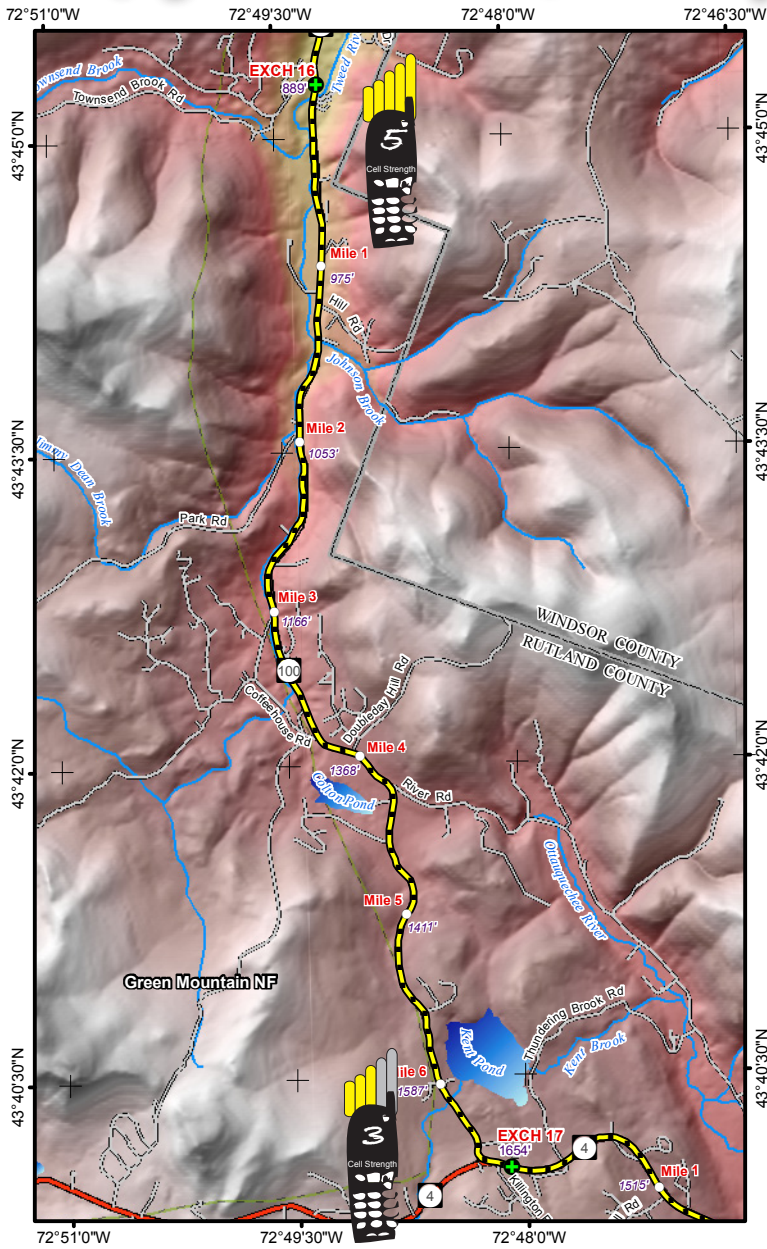 72°51'0"W
72°49'30"W
72°48'0"W
72°46'30"W
EXCH 16
889'
Tweed
Townsend Brook Rd
43°45'0"N
43°45'0"N
5
Cell Strength
Mile 1
975'
Hill Rd
Johnson Brook
Mile 2
1053'
43°43'30"N
43°43'30"N
Jimmy Dean Brook
Park Rd
Mile 3
1166'
WINDSOR COUNTY
RUTLAND COUNTY
100
Coffeehouse Rd
Doubleday Hill Rd
Mile 4
1368'
43°42'0"N
43°42'0"N
Colton Pond
River Rd
Ottauquechee River
Mile 5
1411'
Green Mountain NF
Thundering Brook Rd
Kent Pond
Kent Brook
43°40'30"N
43°40'30"N
ile 6
1587'
3
Cell Strength
EXCH 17
1654'
4
Mile 1
1515'
4
Killington
Rd
72°51'0"W
72°49'30"W
72°48'0"W